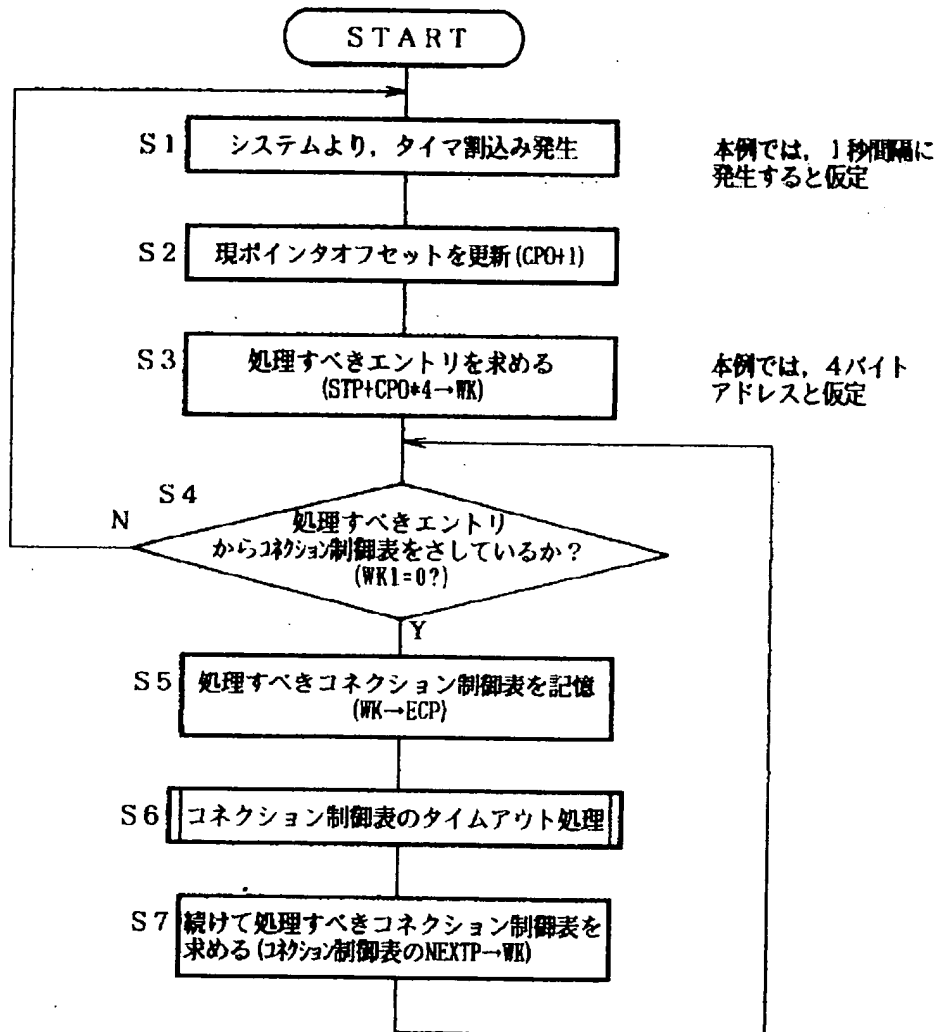 START
S1
システムより,タイマ割込み発生
本例では,1秒間隔に
発生すると仮定
S2
現ポインタオフセットを更新(CPO+1)
S3
処理すべきエントリを求める
(STP+CPO*4→WK)
本例では,4バイト
アドレスと仮定
S4
N
処理すべきエントリ
からコネクション制御表をさしているか?
(WK1=0?)
Y
S5
処理すべきコネクション制御表を記憶
(WK→ECP)
S6
コネクション制御表のタイムアウト処理
S7
続けて処理すべきコネクション制御表を
求める(コネクション制御表のNEXTP→WK)